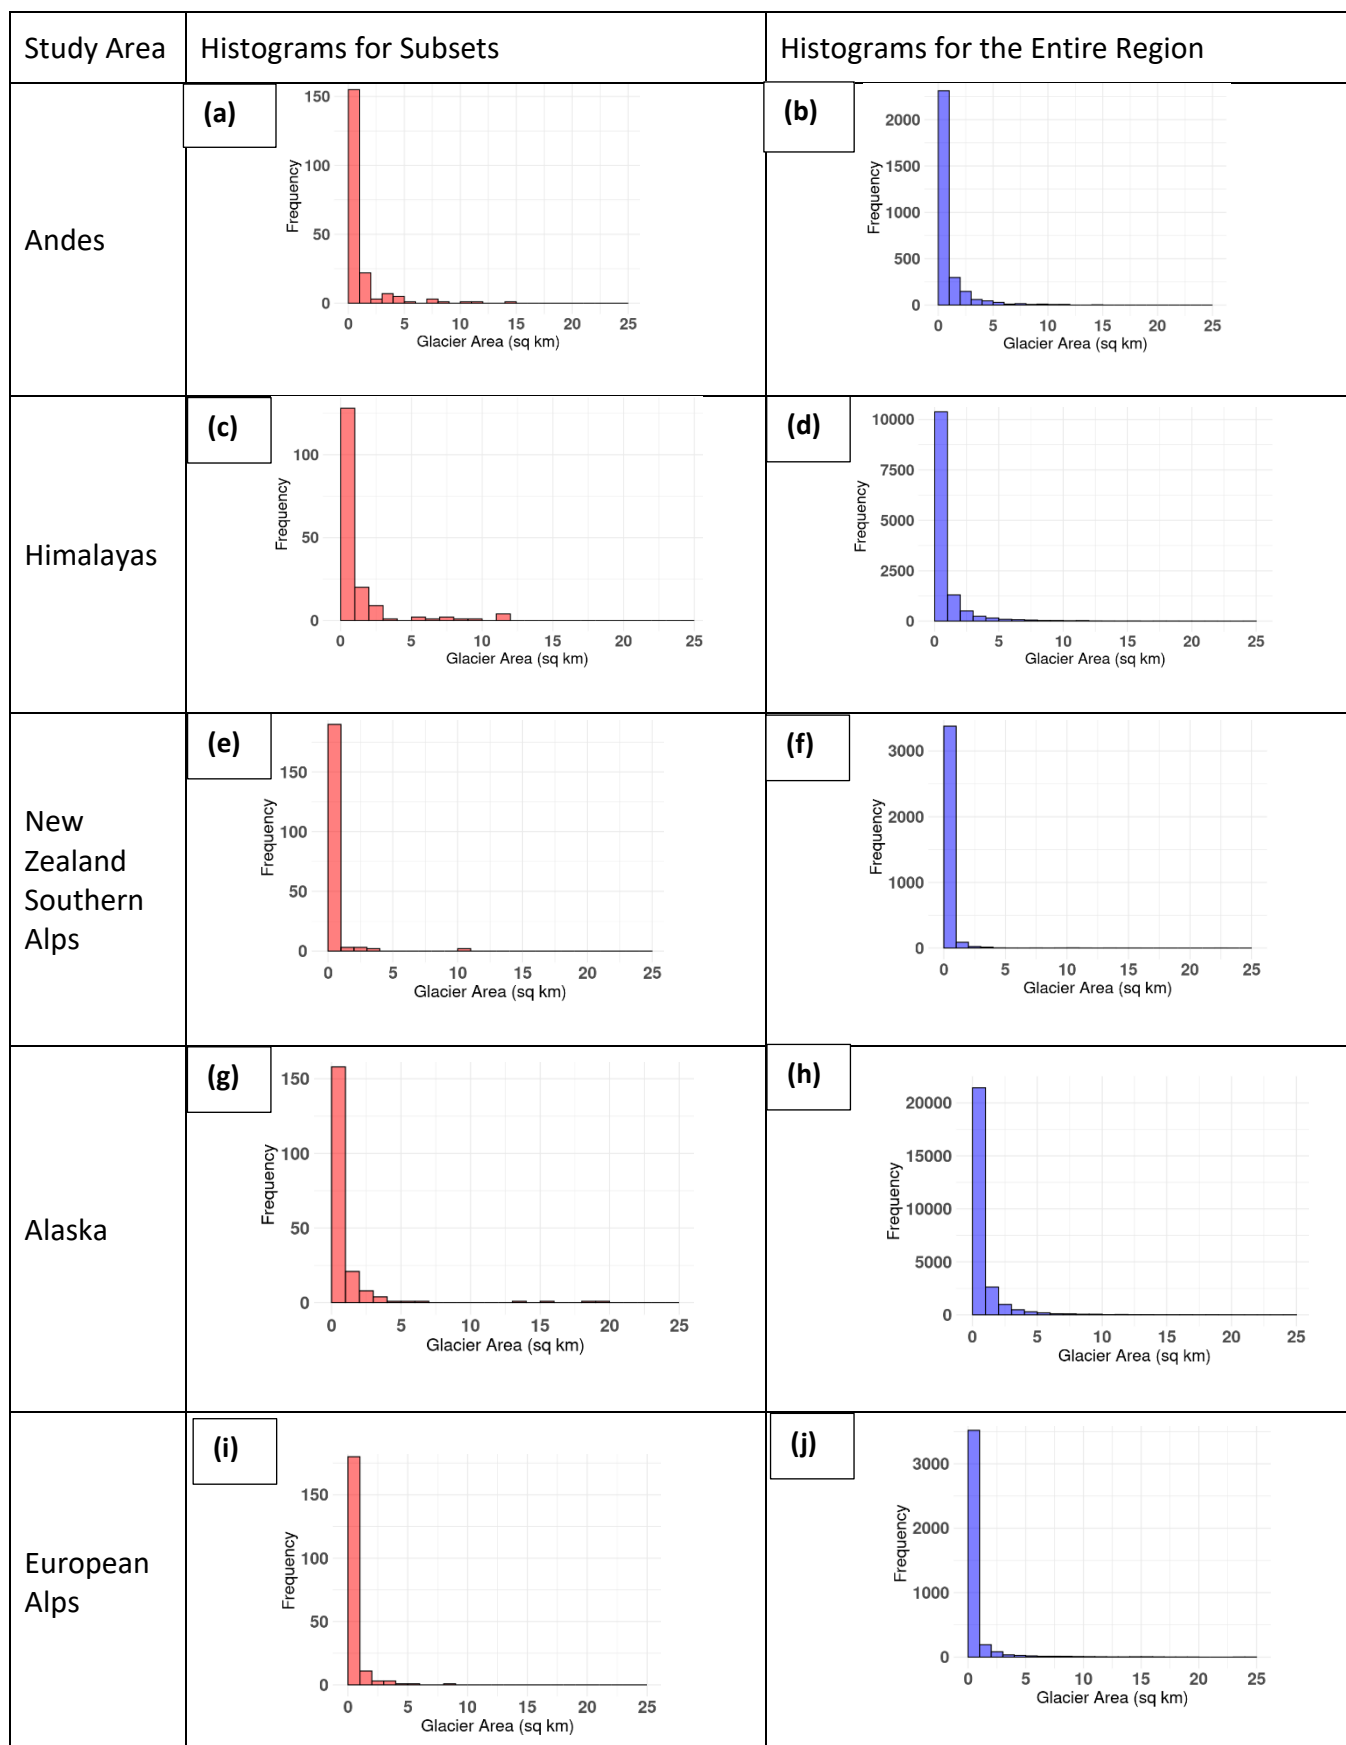 Study Area
Histograms for Subsets
Histograms for the Entire Region
Andes
(a)
150
100
50
0
Frequency
0 5 10 15 20 25
Glacier Area (sq km)
(b)
2000
1500
1000
500
0
Frequency
0 5 10 15 20 25
Glacier Area (sq km)
Himalayas
(c)
100
50
0
Frequency
0 5 10 15 20 25
Glacier Area (sq km)
(d)
10000
7500
5000
2500
0
Frequency
0 5 10 15 20 25
Glacier Area (sq km)
New
Zealand
Southern
Alps
(e)
150
100
50
0
Frequency
0 5 10 15 20 25
Glacier Area (sq km)
(f)
3000
2000
1000
0
Frequency
0 5 10 15 20 25
Glacier Area (sq km)
Alaska
(g)
150
100
50
0
Frequency
0 5 10 15 20 25
Glacier Area (sq km)
(h)
20000
15000
10000
5000
0
Frequency
0 5 10 15 20 25
Glacier Area (sq km)
European
Alps
(i)
150
100
50
0
Frequency
0 5 10 15 20 25
Glacier Area (sq km)
(j)
3000
2000
1000
0
Frequency
0 5 10 15 20 25
Glacier Area (sq km)